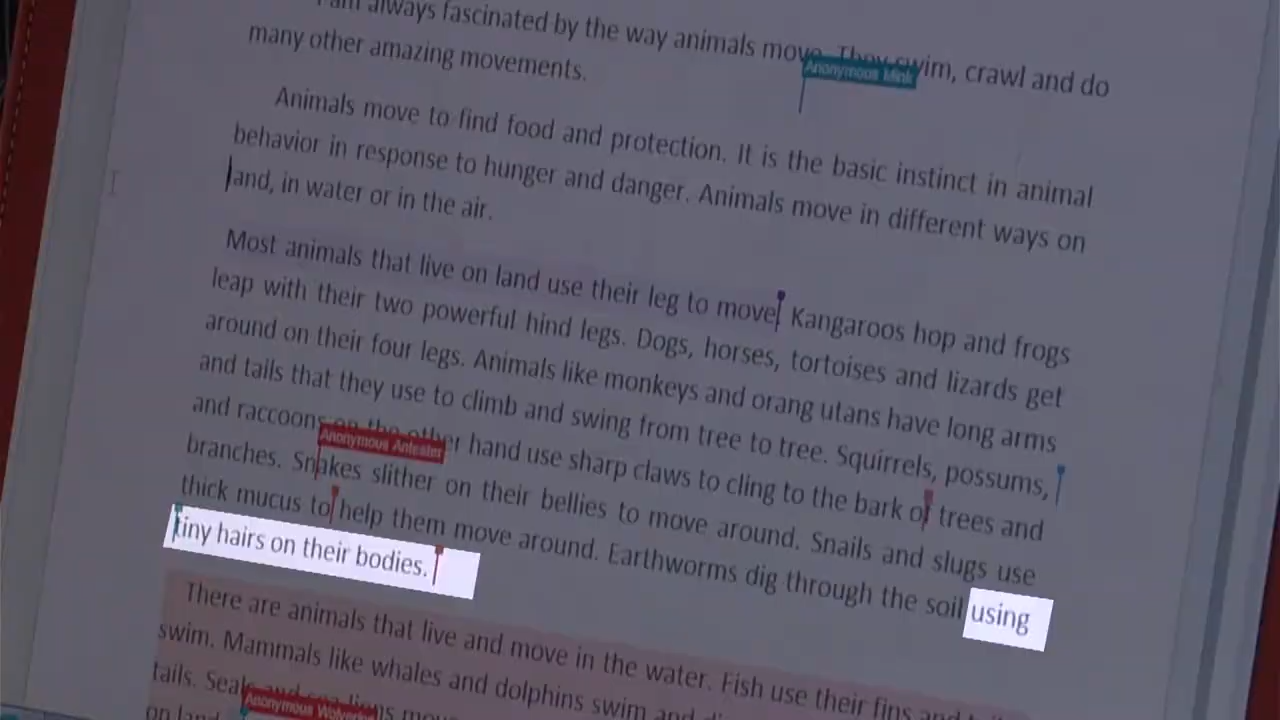 I am always fascinated by the way animals move. They swim, crawl and do
many other amazing movements.
Anonymous Mink
Animals move to find food and protection. It is the basic instinct in animal
behavior in response to hunger and danger. Animals move in different ways on
land, in water or in the air.
Most animals that live on land use their leg to move. Kangaroos hop and frogs
leap with their two powerful hind legs. Dogs, horses, tortoises and lizards get
around on their four legs. Animals like monkeys and orang utans have long arms
and tails that they use to climb and swing from tree to tree. Squirrels, possums,
and raccoons on the other hand use sharp claws to cling to the bark of trees and
Anonymous Anteater
branches. Snakes slither on their bellies to move around. Snails and slugs use
thick mucus to help them move around. Earthworms dig through the soil using
tiny hairs on their bodies.
There are animals that live and move in the water. Fish use their fins and
swim. Mammals like whales and dolphins swim and
tails. Seals and sea lions
Anonymous Wolverine
on land